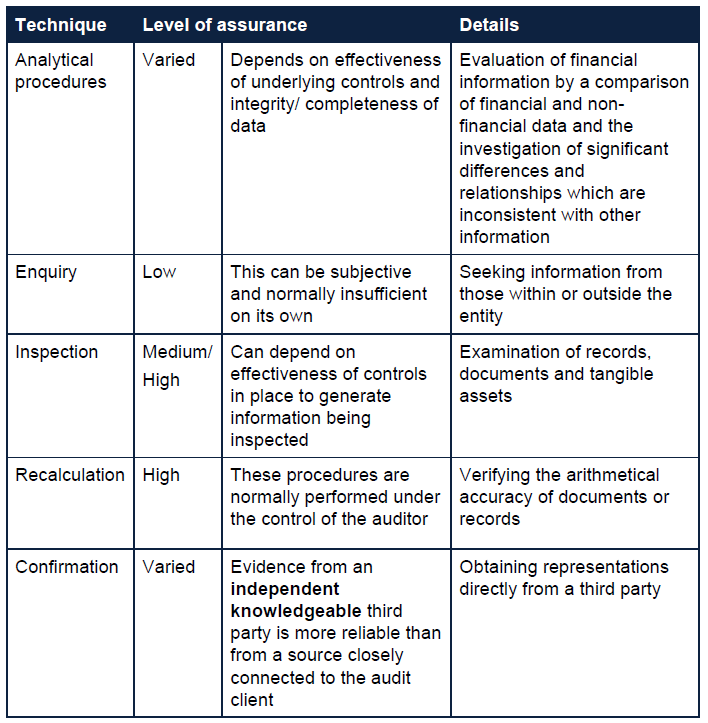 Technique Level of assurance Details
Analytical procedures
Varied
Depends on effectiveness
of underlying controls and
integrity/ completeness of
data
Evaluation of financial
information by a comparison
of financial and non-
financial data and the
investigation of significant
differences and
relationships which are
inconsistent with other
information
Enquiry
Low
This can be subjective
and normally insufficient
on its own
Seeking information from
those within or outside the
entity
Inspection
Medium/
High
Can depend on
effectiveness of controls
in place to generate
information being
inspected
Examination of records,
documents and tangible
assets
Recalculation
High
These procedures are
normally performed under
the control of the auditor
Verifying the arithmetical
accuracy of documents or
records
Confirmation
Varied
Evidence from an
independent
knowledgeable third
party is more reliable than
from a source closely
connected to the audit
client
Obtaining representations
directly from a third party